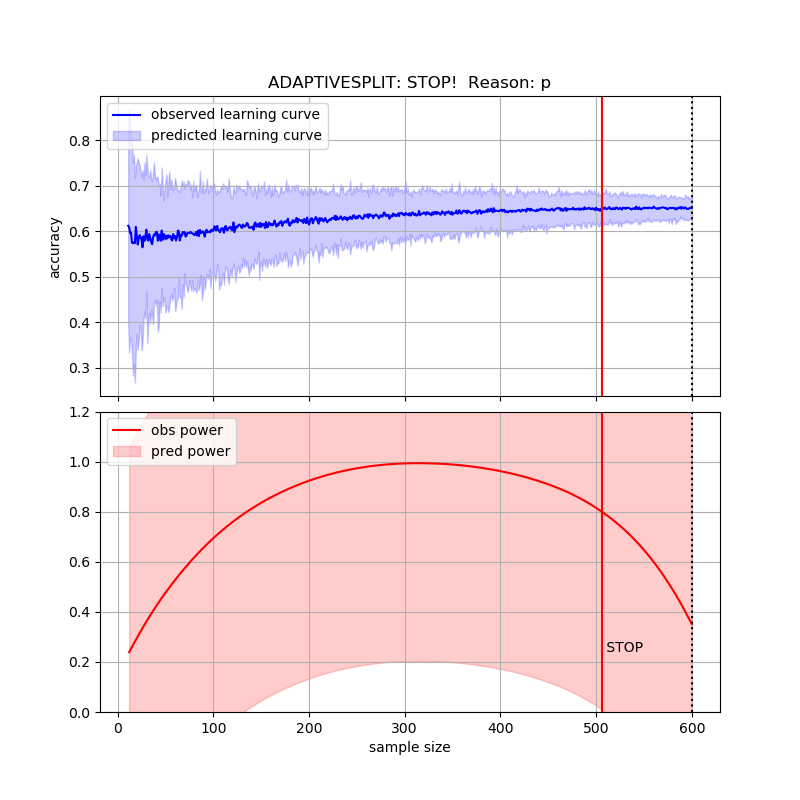 ADAPTIVESPLIT: STOP!  Reason: p
observed learning curve
predicted learning curve
accuracy
0.8
0.7
0.6
0.5
0.4
0.3
obs power
pred power
1.2
1.0
0.8
0.6
0.4
0.2
0.0
STOP
0 100 200 300 400 500 600
sample size